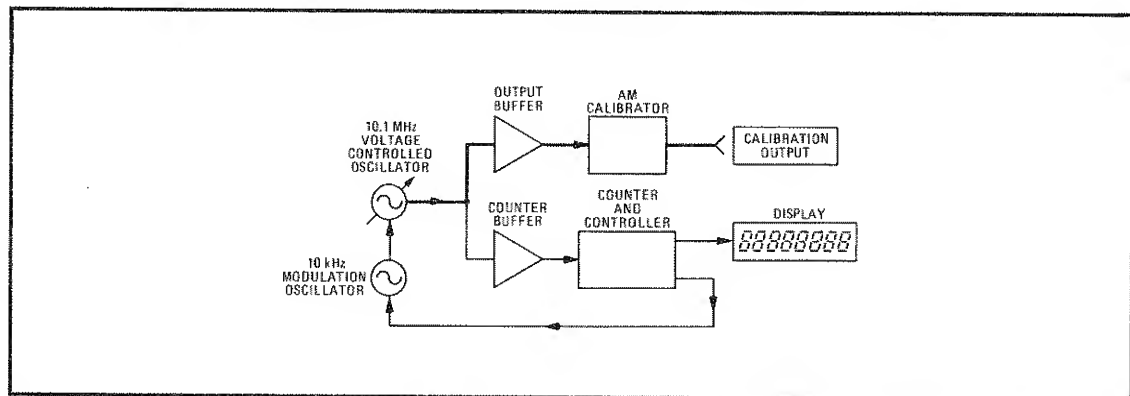 OUTPUT
BUFFER
AM
CALIBRATOR
10.1 MHz
VOLTAGE
CONTROLLED
OSCILLATOR
CALIBRATION
OUTPUT
COUNTER
BUFFER
COUNTER
AND
CONTROLLER
DISPLAY
88888888
10 kHz
MODULATION
OSCILLATOR